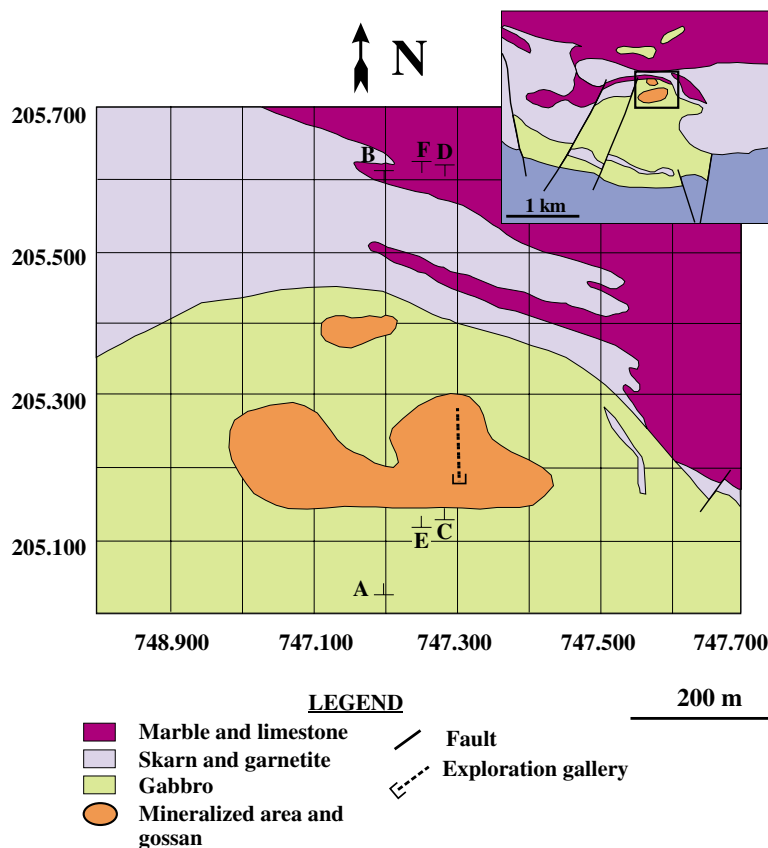 N
1 km
205.700
B F D
205.500
205.300
E C
205.100
A
748.900 747.100 747.300 747.500 747.700
LEGEND
200 m
Marble and limestone
Skarn and garnetite
Gabbro
Mineralized area and
gossan
Fault
Exploration gallery